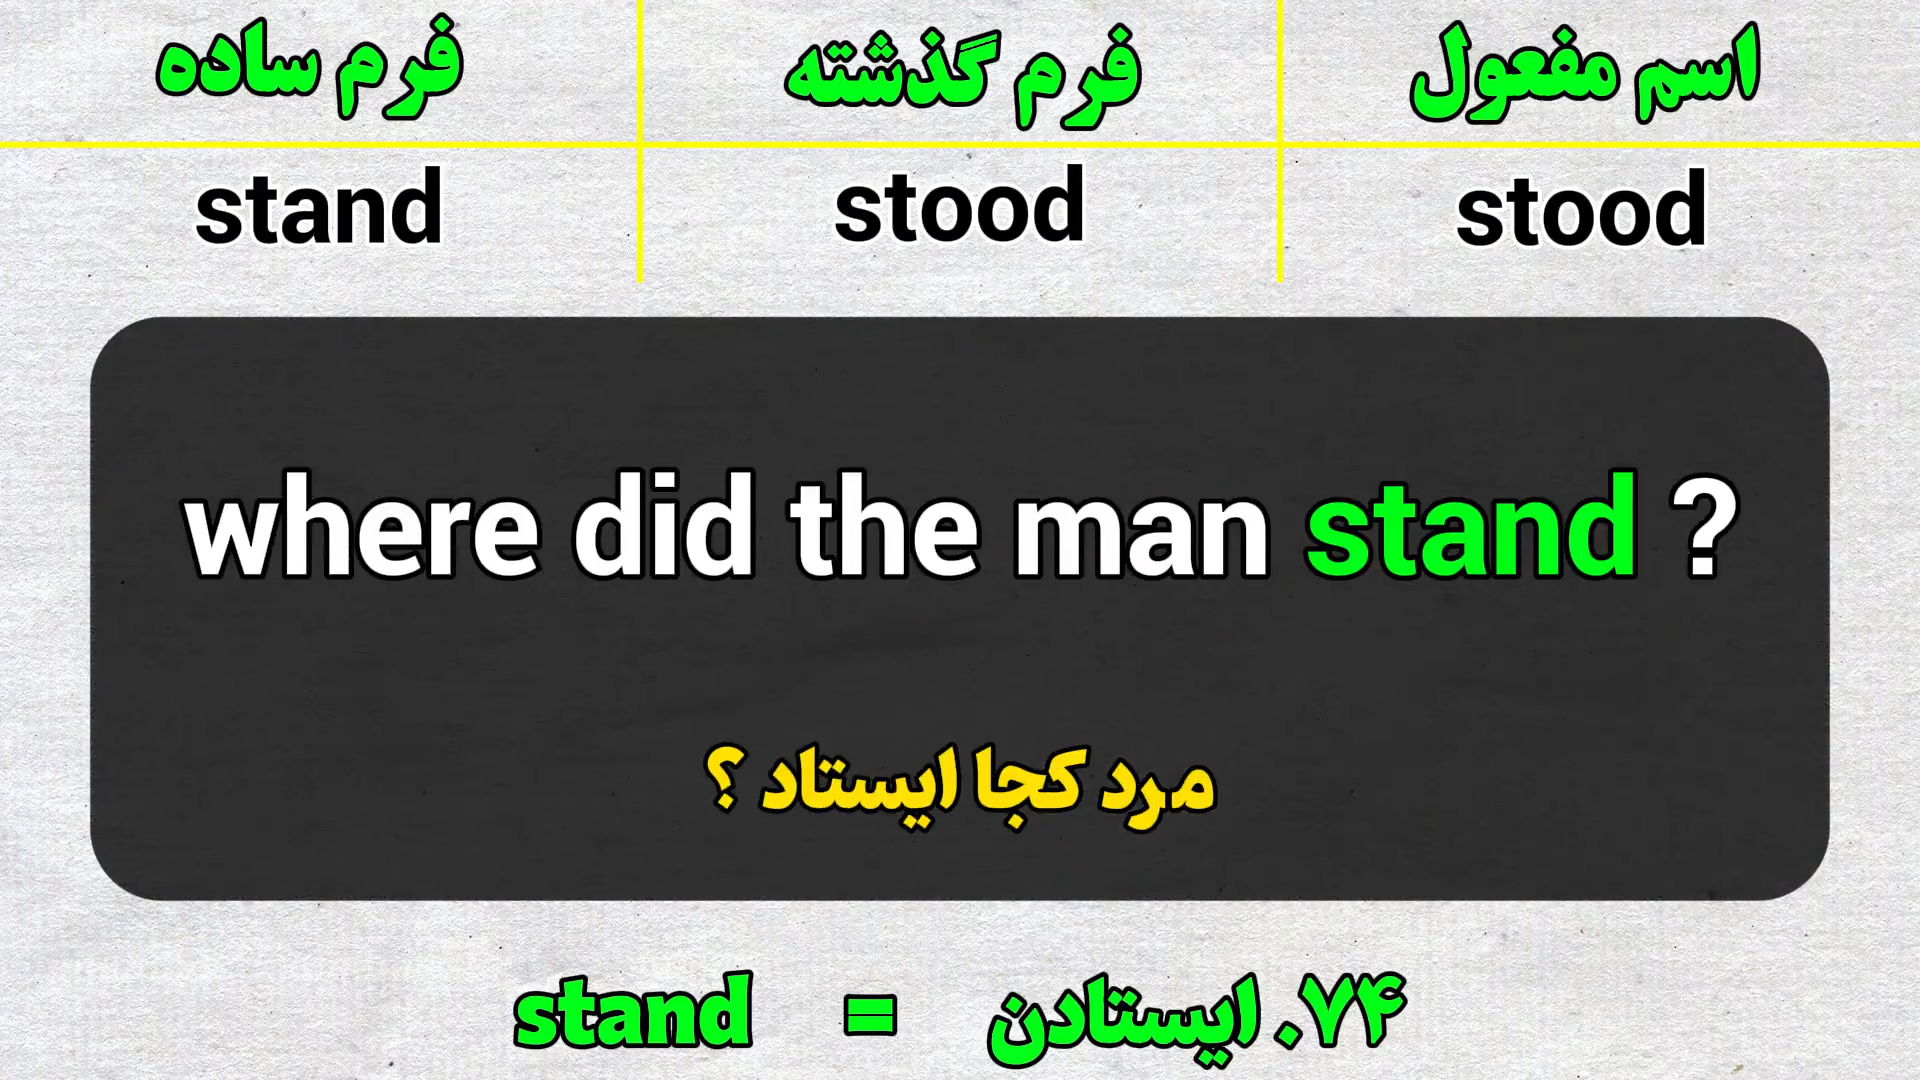 فرم ساده فرم گذشته اسم مفعول
stand stood stood
where did the man stand ?
مرد کجا ایستاد ؟
stand = ۷۴. ایستادن